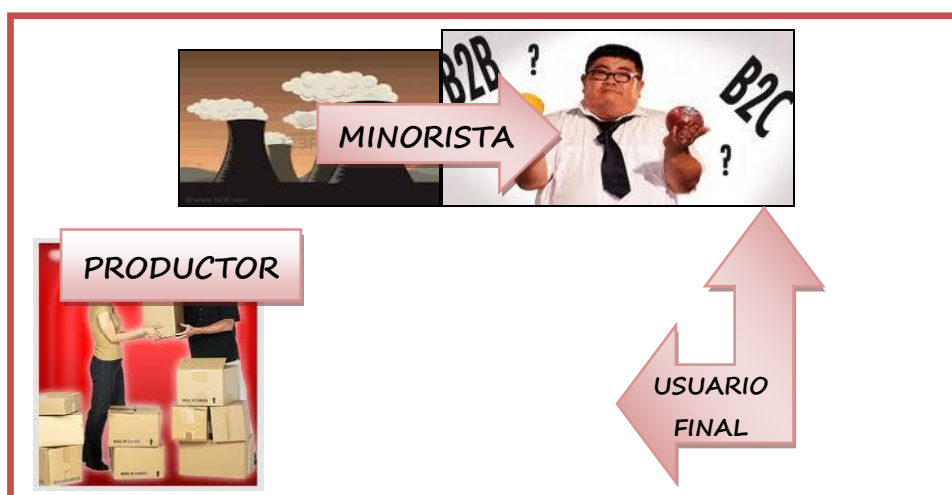 B2B ?
B2C
MINORISTA
?
PRODUCTOR
USUARIO
FINAL